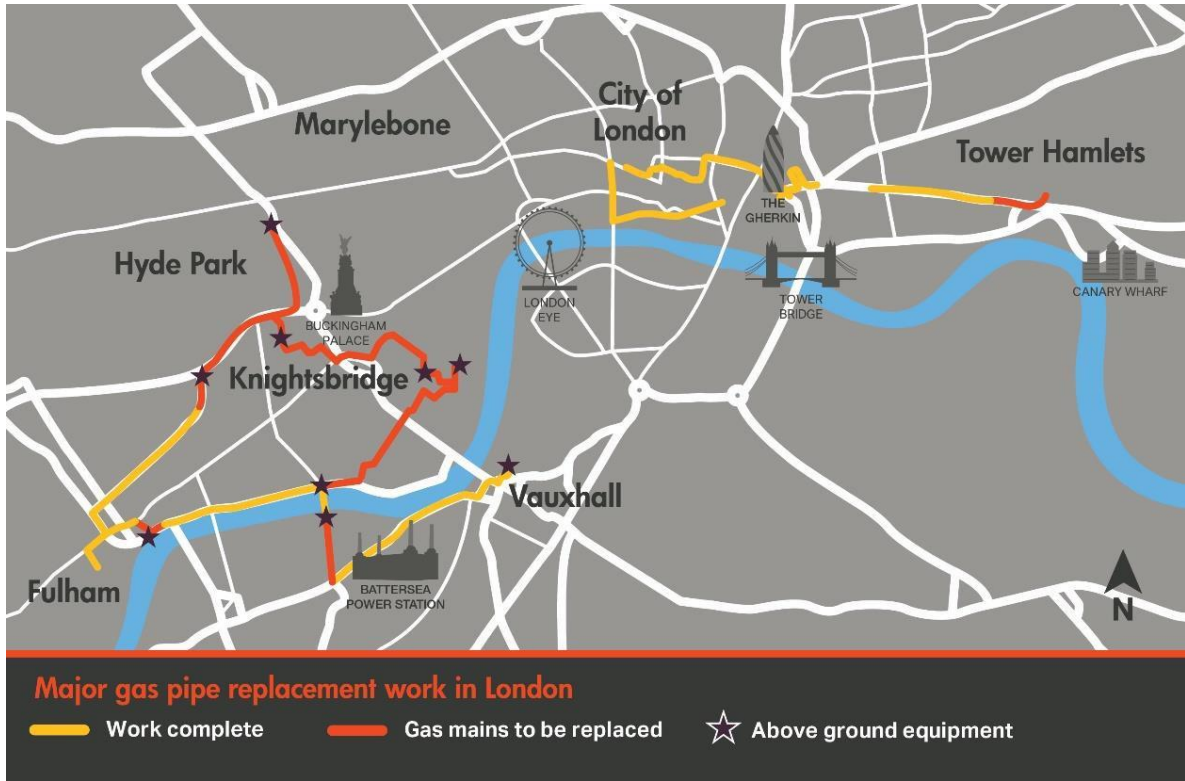 City of
London
Marylebone
Tower Hamlets
THE
GHERKIN
Hyde Park
BUCKINGHAM
PALACE
LONDON
EYE
TOWER
BRIDGE
CANARY WHARF
Knightsbridge
Vauxhall
Fulham
BATTERSEA
POWER STATION
N
Major gas pipe replacement work in London
Work complete
Gas mains to be replaced
Above ground equipment